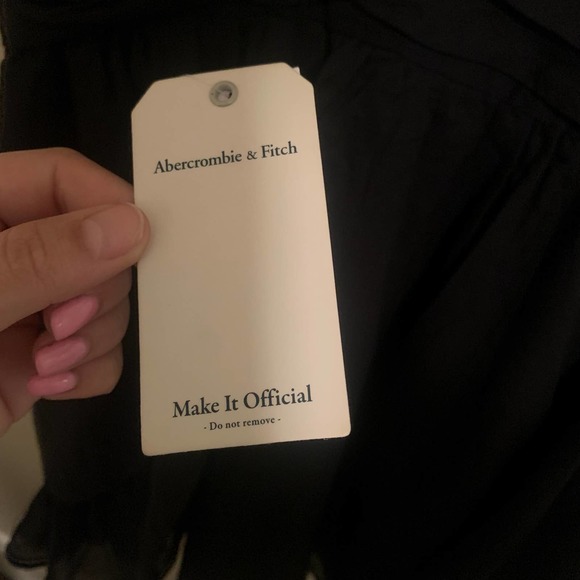 Abercrombie & Fitch
Make It Official
- Do not remove -